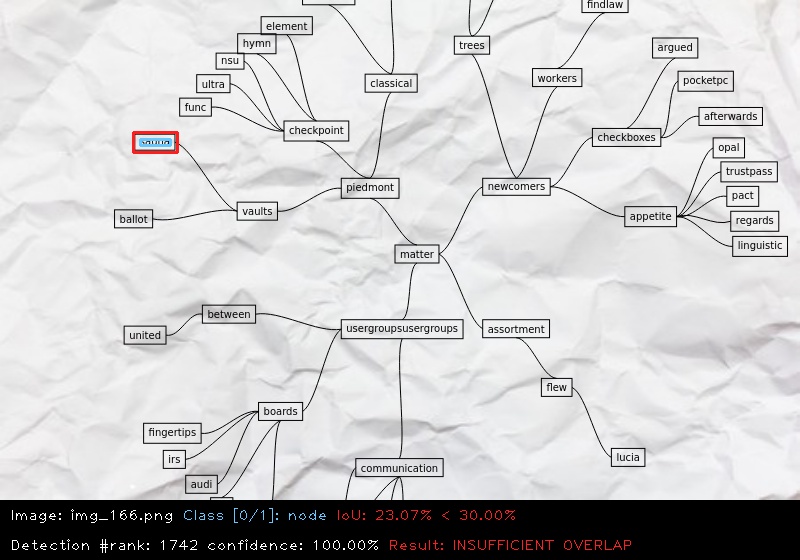 findlaw
element
trees
hymn
argued
nsu
workers
pocketpc
ultra
classical
func
afterwards
checkpoint
checkboxes
opal
trustpass
piedmont
newcomers
pact
vaults
appetite
ballot
regards
linguistic
matter
between
usergroupsusergroups
assortment
united
flew
boards
fingertips
irs
lucia
communication
audi
Image: img_166.png Class [0/1]: node IoU: 23.07% < 30.00%
Detection #rank: 1742 confidence: 100.00% Result: INSUFFICIENT OVERLAP